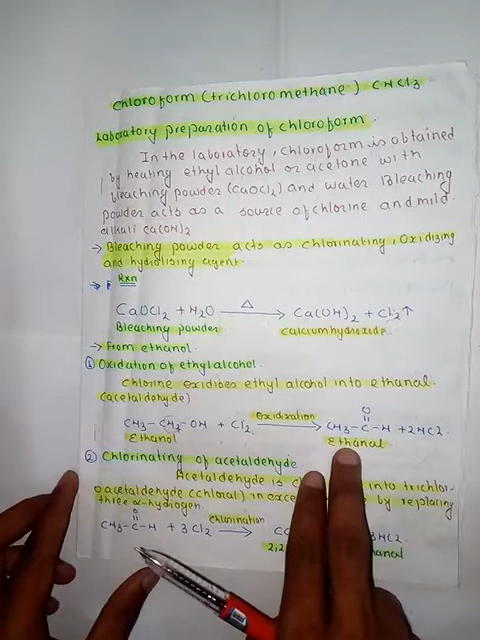 Chloroform (trichloromethane) CHCl3
Laboratory preparation of chloroform.
In the laboratory, chloroform is obtained
by heating ethyl alcohol or acetone with
bleaching powder (CaOCl2) and water Bleaching
powder acts as a source of chlorine and mild
alkali Ca(OH)2
→ Bleaching powder acts as chlorinating, Oxidizing
and hydrolising agent.
Rxn
CaOCl2 + H2O —Δ→ Ca(OH)2 + Cl2↑
Bleaching powder calcium hydroxide.
→ From ethanol.
① Oxidation of ethyl alcohol.
Chlorine oxidises ethyl alcohol into ethanal.
(acetaldehyde)
O
CH3-CH2-OH + Cl2 —Oxidization→ CH3-C-H + 2HCl.
Ethanol Ethanal
② Chlorinating of acetaldehyde
Acetaldehyde is into trichlor-
oacetaldehyde (chloral) in by replacing
three α-hydrogen.
O
CH3-C-H + 3Cl2 —Chlorination→ HCl.